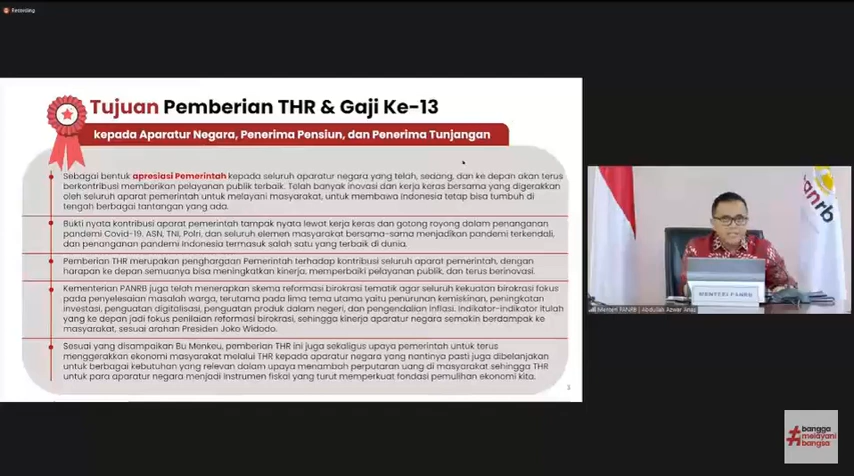 Recording
Tujuan Pemberian THR & Gaji Ke-13
kepada Aparatur Negara, Penerima Pensiun, dan Penerima Tunjangan
Sebagai bentuk apresiasi Pemerintah kepada seluruh aparatur negara yang telah, sedang, dan ke depan akan terus
berkontribusi memberikan pelayanan publik terbaik. Telah banyak inovasi dan kerja keras bersama yang digerakkan
oleh seluruh aparat pemerintah untuk melayani masyarakat, untuk membawa Indonesia tetap bisa tumbuh di
tengah berbagai tantangan yang ada.
Bukti nyata kontribusi aparat pemerintah tampak nyata lewat kerja keras dan gotong royong dalam penanganan
pandemi Covid-19. ASN, TNI, Polri, dan seluruh elemen masyarakat bersama-sama menjadikan pandemi terkendali,
dan penanganan pandemi Indonesia termasuk salah satu yang terbaik di dunia.
Pemberian THR merupakan penghargaan Pemerintah terhadap kontribusi seluruh aparat pemerintah, dengan
harapan ke depan semuanya bisa meningkatkan kinerja, memperbaiki pelayanan publik, dan terus berinovasi.
Kementerian PANRB juga telah menerapkan skema reformasi birokrasi tematik agar seluruh kekuatan birokrasi fokus
pada penyelesaian masalah warga, terutama pada lima tema utama yaitu penurunan kemiskinan, peningkatan
investasi, penguatan digitalisasi, penguatan produk dalam negeri, dan pengendalian inflasi. Indikator-indikator itulah
yang ke depan jadi fokus penilaian reformasi birokrasi, sehingga kinerja aparatur negara semakin berdampak ke
masyarakat, sesuai arahan Presiden Joko Widodo.
Sesuai yang disampaikan Bu Menkeu, pemberian THR ini juga sekaligus upaya pemerintah untuk terus
menggerakkan ekonomi masyarakat melalui THR kepada aparatur negara yang nantinya pasti juga dibelanjakan
untuk berbagai kebutuhan yang relevan dalam upaya menambah perputaran uang di masyarakat sehingga THR
untuk para aparatur negara menjadi instrumen fiskal yang turut memperkuat fondasi pemulihan ekonomi kita.
3
panrb
MENTERI PANRB
Menteri PANRB | Abdullah Azwar Anas
#bangga
melayani
bangsa